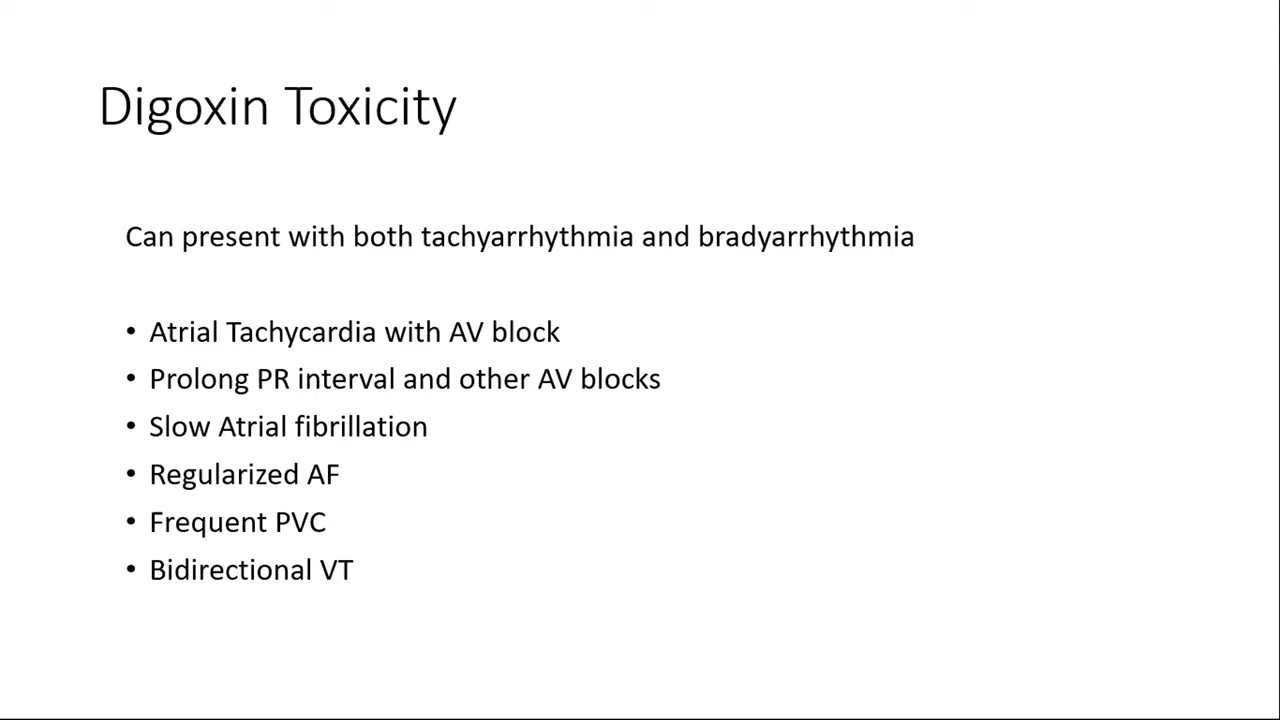 Digoxin Toxicity
Can present with both tachyarrhythmia and bradyarrhythmia
• Atrial Tachycardia with AV block
• Prolong PR interval and other AV blocks
• Slow Atrial fibrillation
• Regularized AF
• Frequent PVC
• Bidirectional VT